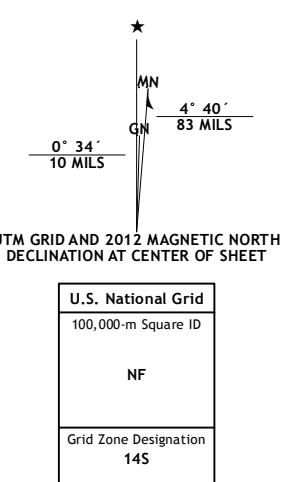 ★
MN
4° 40´
83 MILS
GN
0° 34´
10 MILS
UTM GRID AND 2012 MAGNETIC NORTH
DECLINATION AT CENTER OF SHEET
U.S. National Grid
100,000-m Square ID
NF
Grid Zone Designation
14S